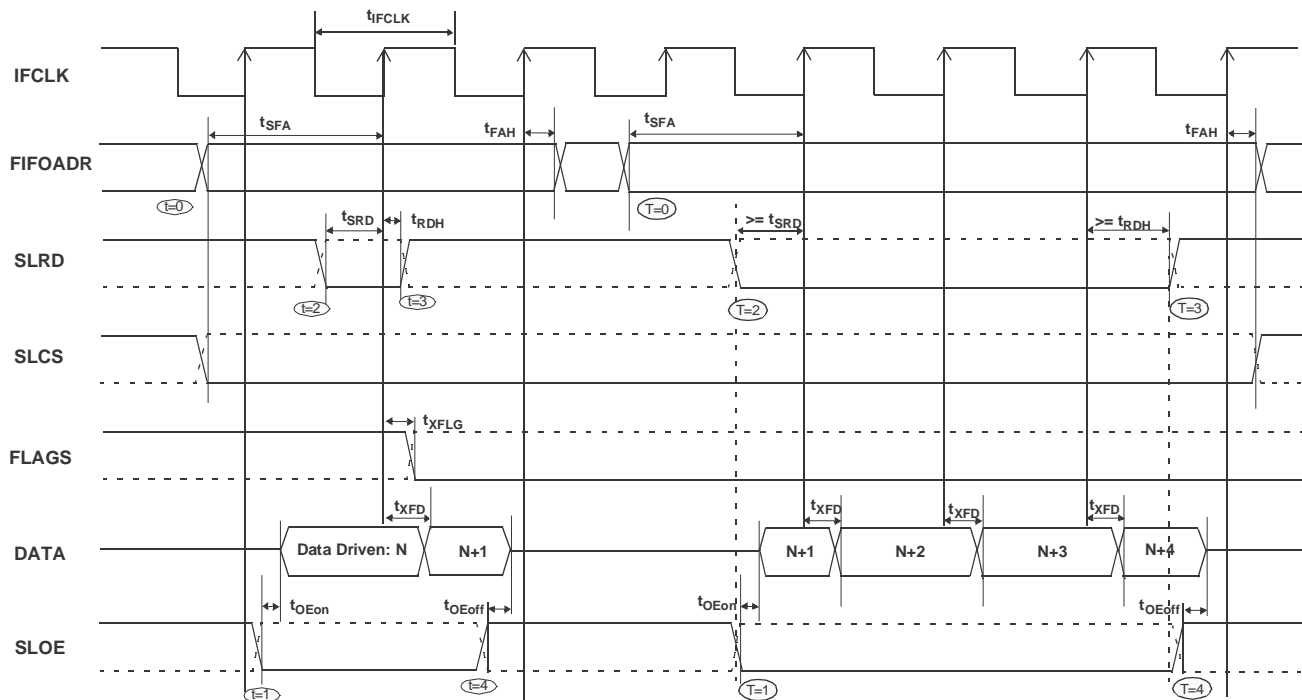 tIFCLK
IFCLK
tSFA
tFAH
tSFA
tFAH
FIFOADR
t=0
T=0
tSRD
tRDH
>= tSRD
>= tRDH
SLRD
t=2
t=3
T=2
T=3
SLCS
tXFLG
FLAGS
tXFD
tXFD
tXFD
tXFD
DATA
Data Driven: N
N+1
N+1
N+2
N+3
N+4
tOEon
tOEoff
tOEon
tOEoff
SLOE
t=1
t=4
T=1
T=4